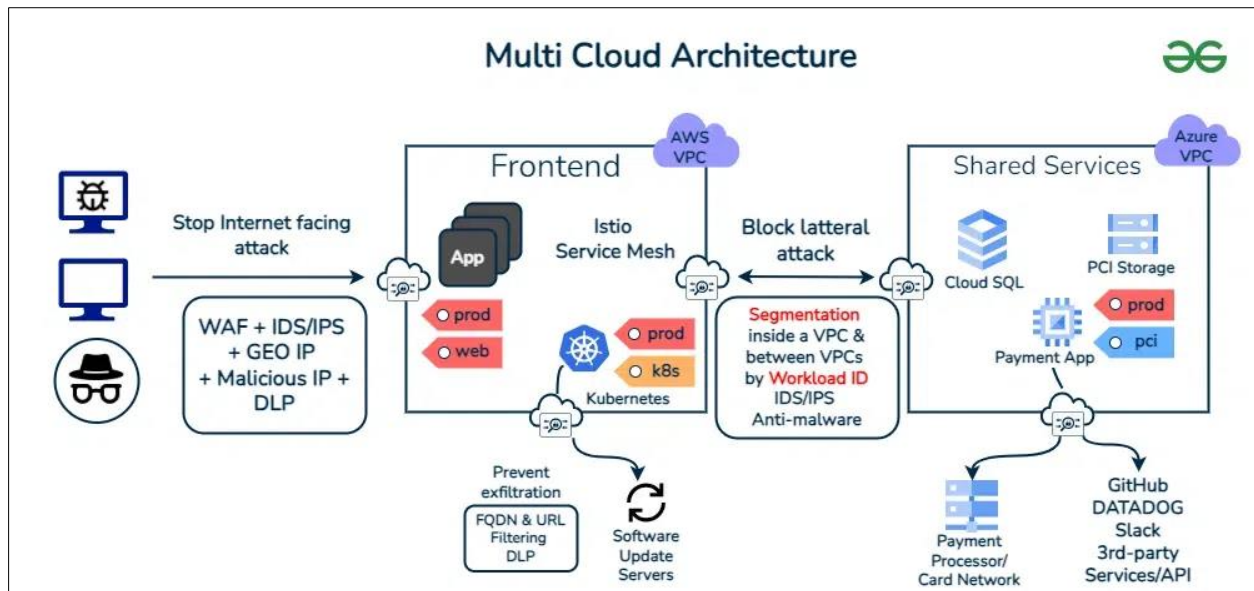 Multi Cloud Architecture
Stop Internet facing
attack
WAF + IDS/IPS
+ GEO IP
+ Malicious IP +
DLP
AWS
VPC
Frontend
App
Istio
Service Mesh
prod
web
prod
k8s
Kubernetes
Prevent
exfiltration
FQDN & URL
Filtering
DLP
Software
Update
Servers
Block latteral
attack
Segmentation
inside a VPC &
between VPCs
by Workload ID
IDS/IPS
Anti-malware
Azure
VPC
Shared Services
Cloud SQL
PCI Storage
Payment App
prod
pci
Payment
Processor/
Card Network
GitHub
DATADOG
Slack
3rd-party
Services/API